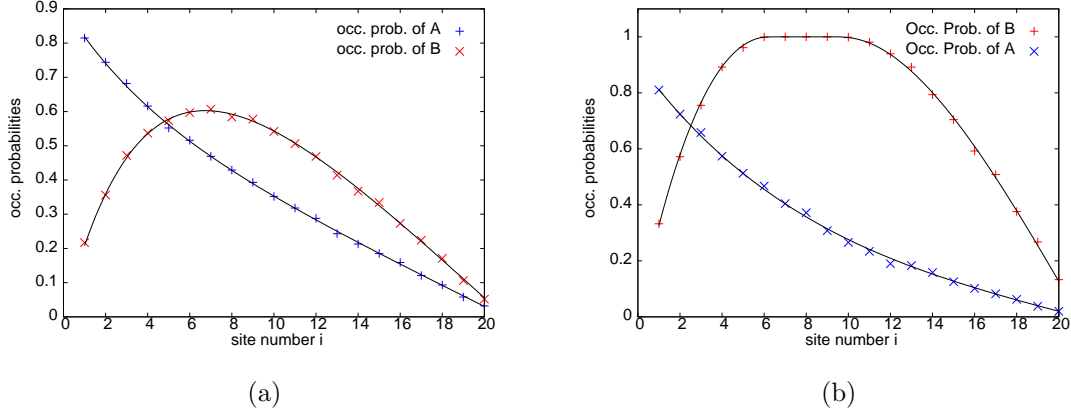 occ. prob. of A
occ. prob. of B
0.9
0.8
0.7
0.6
0.5
0.4
0.3
0.2
0.1
0
occ. probabilities
0 2 4 6 8 10 12 14 16 18 20
site number i
(a)
Occ. Prob. of B
Occ. Prob. of A
1
0.8
0.6
0.4
0.2
0
occ. probabilities
0 2 4 6 8 10 12 14 16 18 20
site number i
(b)